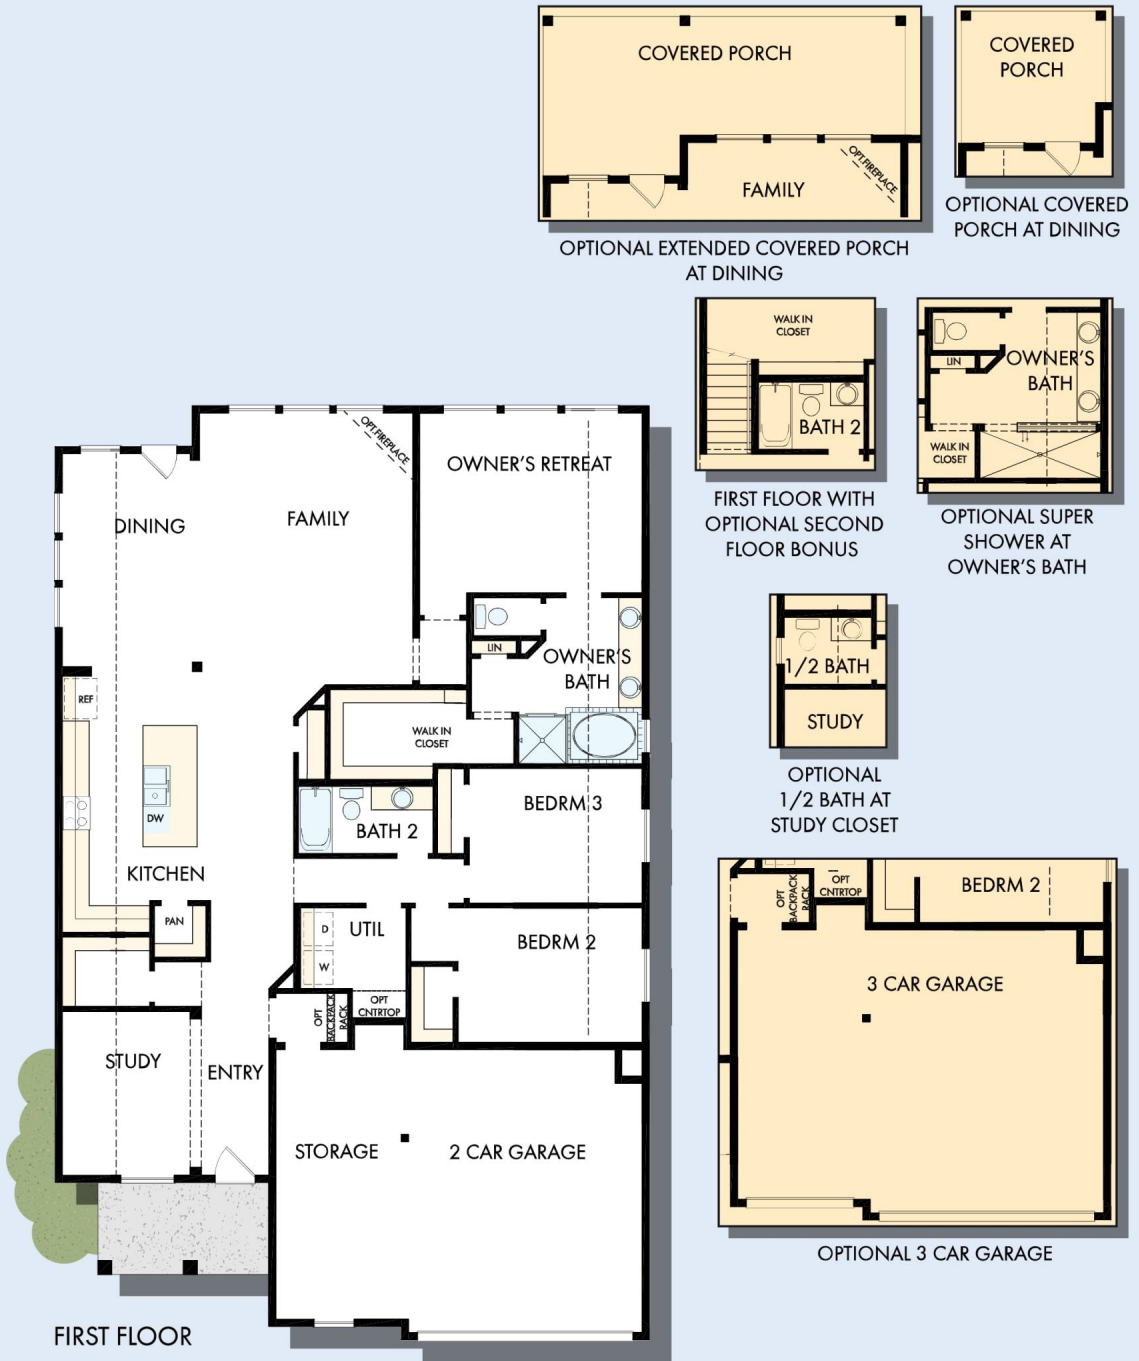 COVERED PORCH
OPT.FIREPLACE
FAMILY
OPTIONAL EXTENDED COVERED PORCH
AT DINING
COVERED
PORCH
OPTIONAL COVERED
PORCH AT DINING
WALK IN
CLOSET
BATH 2
FIRST FLOOR WITH
OPTIONAL SECOND
FLOOR BONUS
LIN
OWNER'S
BATH
WALK IN
CLOSET
OPTIONAL SUPER
SHOWER AT
OWNER'S BATH
1/2 BATH
STUDY
OPTIONAL
1/2 BATH AT
STUDY CLOSET
OPT
BACKPACK
RACK
OPT
CNTRTOP
BEDRM 2
3 CAR GARAGE
OPTIONAL 3 CAR GARAGE
OPT.FIREPLACE
OWNER'S RETREAT
DINING
FAMILY
LIN
OWNER'S
BATH
REF
WALK IN
CLOSET
DW
BEDRM 3
BATH 2
KITCHEN
PAN
D
UTIL
W
BEDRM 2
OPT
BACKPACK
RACK
OPT
CNTRTOP
STUDY
ENTRY
STORAGE
2 CAR GARAGE
FIRST FLOOR